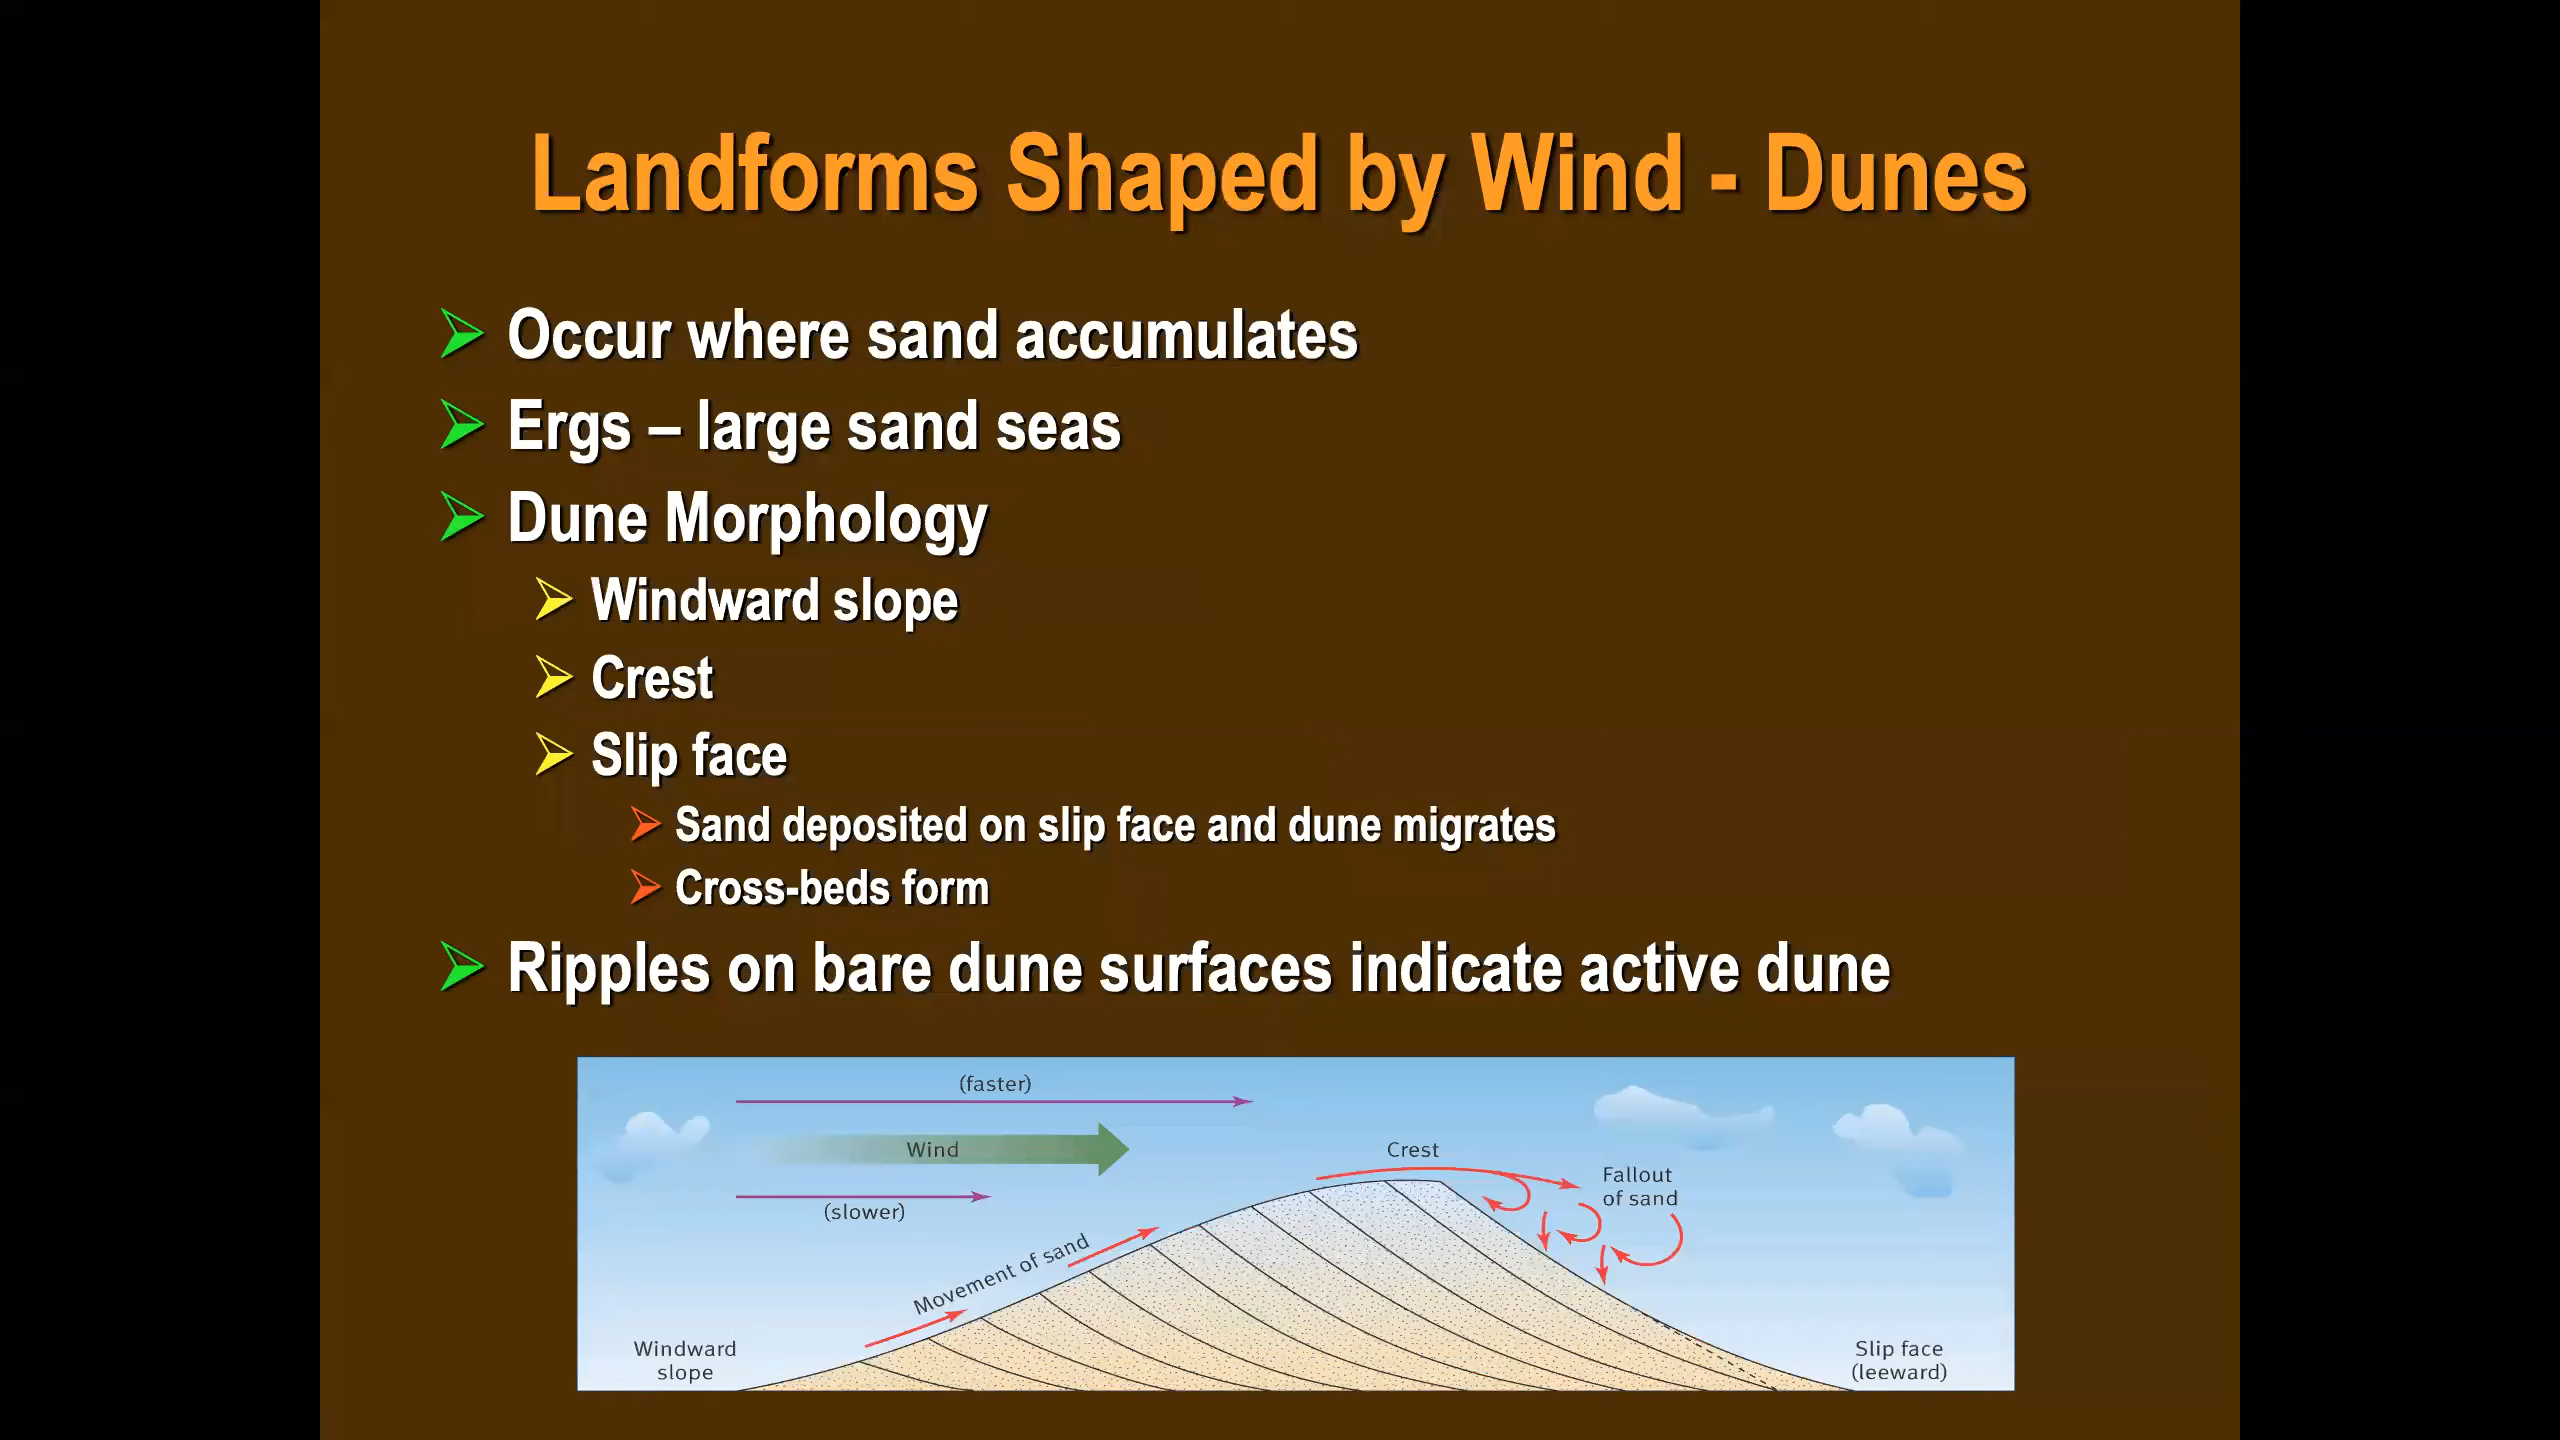 Landforms Shaped by Wind - Dunes
Occur where sand accumulates
Ergs – large sand seas
Dune Morphology
Windward slope
Crest
Slip face
Sand deposited on slip face and dune migrates
Cross-beds form
Ripples on bare dune surfaces indicate active dune
(faster)
Wind
(slower)
Movement of sand
Crest
Fallout
of sand
Windward
slope
Slip face
(leeward)